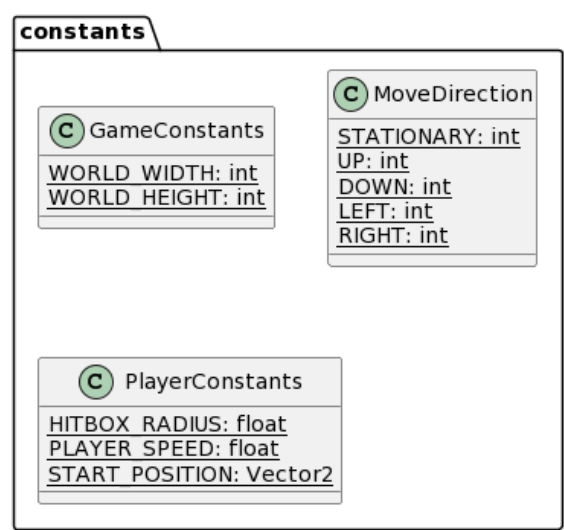 constants
C GameConstants
WORLD_WIDTH: int
WORLD_HEIGHT: int
C MoveDirection
STATIONARY: int
UP: int
DOWN: int
LEFT: int
RIGHT: int
C PlayerConstants
HITBOX_RADIUS: float
PLAYER_SPEED: float
START_POSITION: Vector2